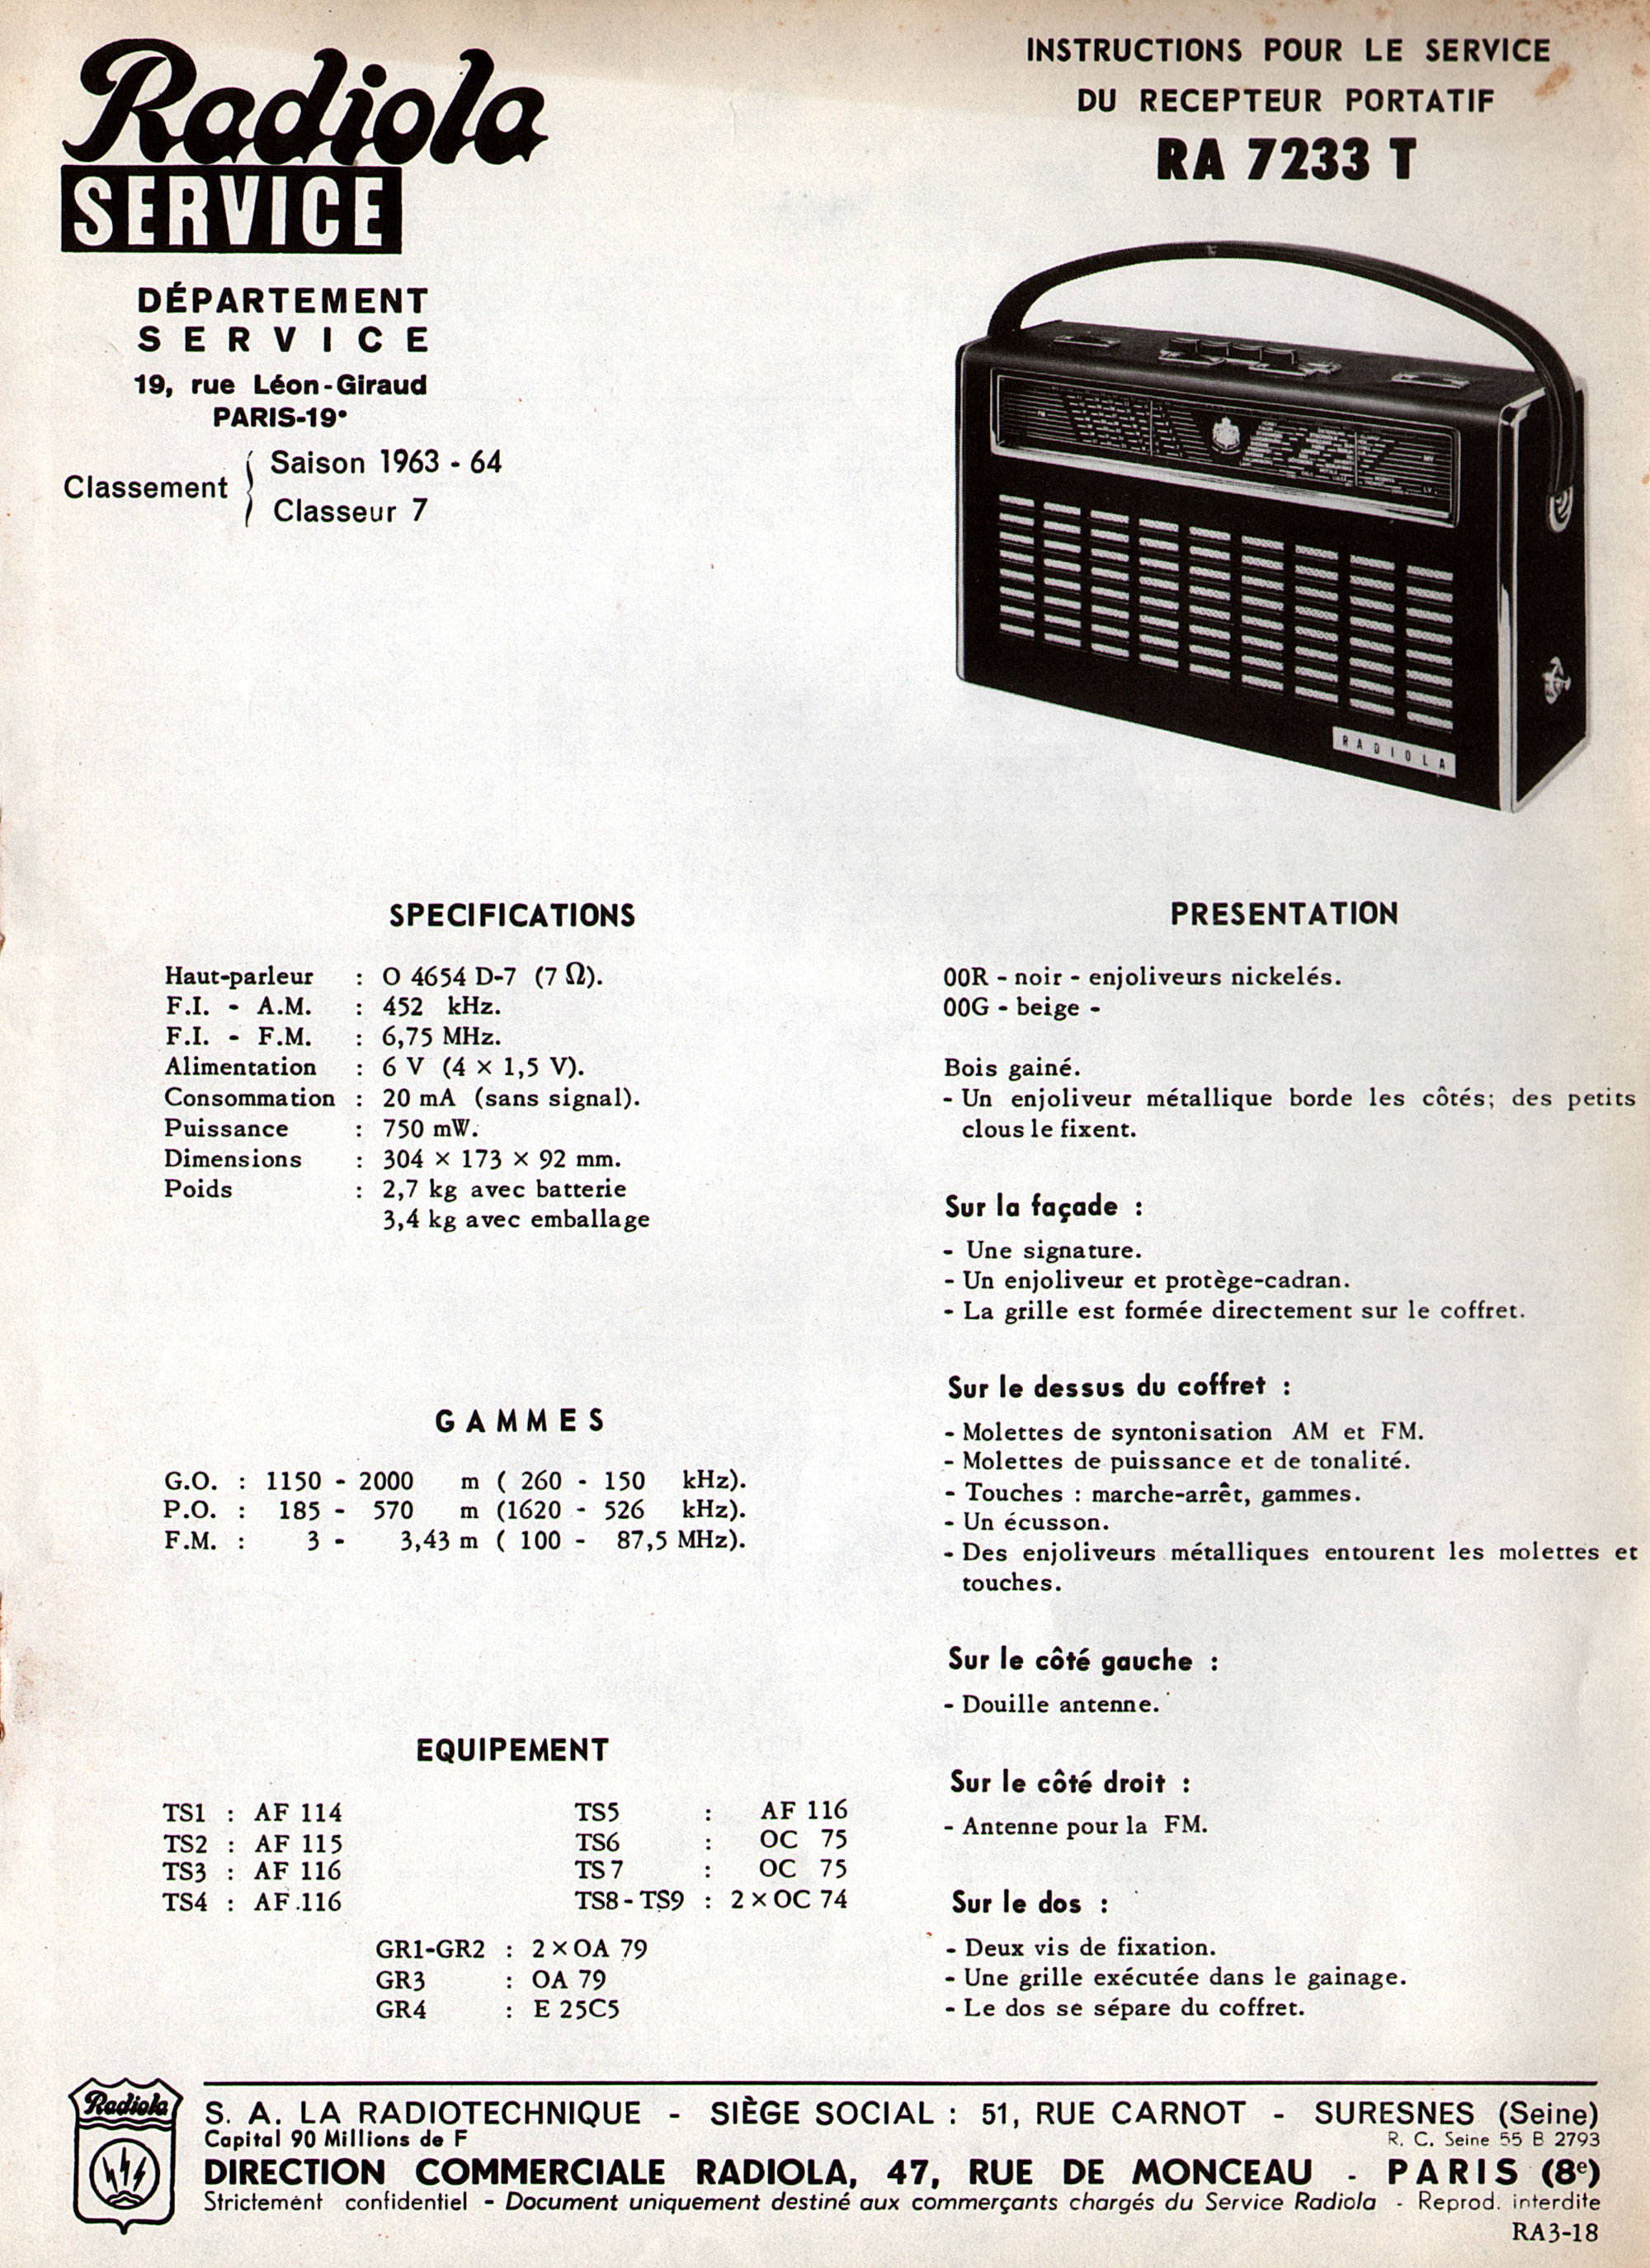 Radiola
SERVICE
DÉPARTEMENT
SERVICE
19, rue Léon-Giraud
PARIS-19e
Classement
Saison 1963 - 64
Classeur 7
INSTRUCTIONS POUR LE SERVICE
DU RECEPTEUR PORTATIF
RA 7233 T
RADIOLA
SPECIFICATIONS
Haut-parleur : O 4654 D-7 (7 Ω).
F.I. - A.M. : 452 kHz.
F.I. - F.M. : 6,75 MHz.
Alimentation : 6 V (4 × 1,5 V).
Consommation : 20 mA (sans signal).
Puissance : 750 mW.
Dimensions : 304 × 173 × 92 mm.
Poids : 2,7 kg avec batterie
3,4 kg avec emballage
GAMMES
G.O. : 1150 - 2000 m ( 260 - 150 kHz).
P.O. : 185 - 570 m (1620 - 526 kHz).
F.M. : 3 - 3,43 m ( 100 - 87,5 MHz).
EQUIPEMENT
TS1 : AF 114 TS5 : AF 116
TS2 : AF 115 TS6 : OC 75
TS3 : AF 116 TS7 : OC 75
TS4 : AF 116 TS8 - TS9 : 2 × OC 74
GR1-GR2 : 2 × OA 79
GR3 : OA 79
GR4 : E 25C5
PRESENTATION
00R - noir - enjoliveurs nickelés.
00G - beige -
Bois gainé.
- Un enjoliveur métallique borde les côtés; des petits
clous le fixent.
Sur la façade :
- Une signature.
- Un enjoliveur et protège-cadran.
- La grille est formée directement sur le coffret.
Sur le dessus du coffret :
- Molettes de syntonisation AM et FM.
- Molettes de puissance et de tonalité.
- Touches : marche-arrêt, gammes.
- Un écusson.
- Des enjoliveurs métalliques entourent les molettes et
touches.
Sur le côté gauche :
- Douille antenne.
Sur le côté droit :
- Antenne pour la FM.
Sur le dos :
- Deux vis de fixation.
- Une grille exécutée dans le gainage.
- Le dos se sépare du coffret.
Radiola
S. A. LA RADIOTECHNIQUE - SIÈGE SOCIAL : 51, RUE CARNOT - SURESNES (Seine)
Capital 90 Millions de F R. C. Seine 55 B 2793
DIRECTION COMMERCIALE RADIOLA, 47, RUE DE MONCEAU - PARIS (8e)
Strictement confidentiel - Document uniquement destiné aux commerçants chargés du Service Radiola - Reprod. interdite
RA3-18